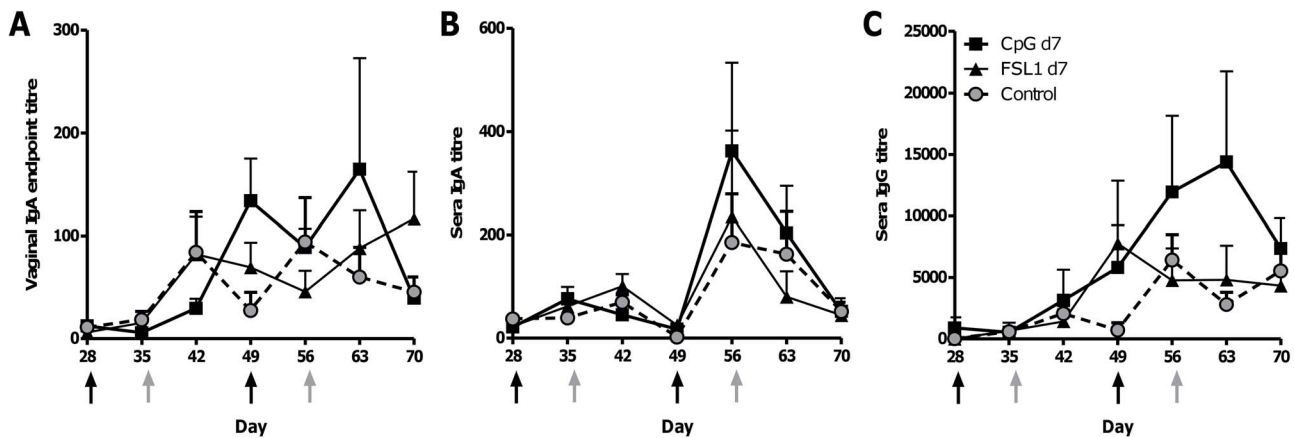 A
Vaginal IgA endpoint titre
300
200
100
0
28 35 42 49 56 63 70
Day
B
Sera IgA titre
600
400
200
0
28 35 42 49 56 63 70
Day
C
Sera IgG titre
25000
20000
15000
10000
5000
0
28 35 42 49 56 63 70
Day
CpG d7
FSL1 d7
Control